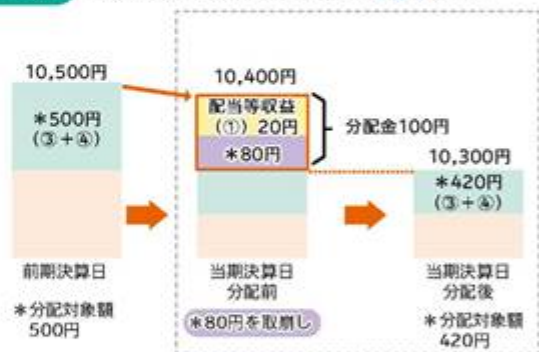 10,500円
*500円
(③+④)
前期決算日
*分配対象額
500円
10,400円
配当等収益
(①) 20円
*80円
分配金100円
当期決算日
分配前
*80円を取崩し
10,300円
*420円
(③+④)
当期決算日
分配後
*分配対象額
420円